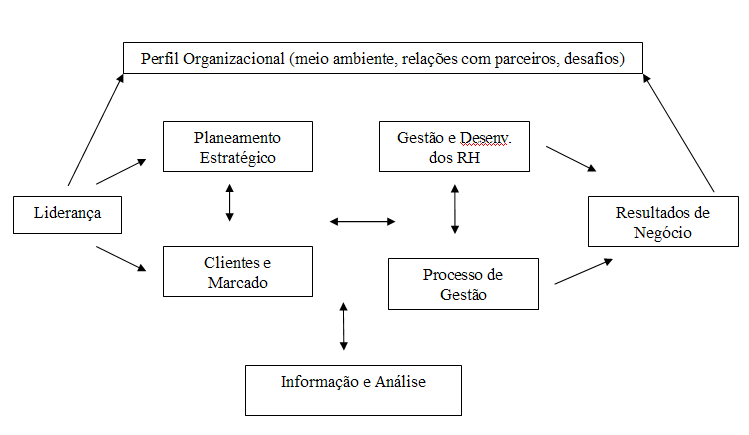 Perfil Organizacional (meio ambiente, relações com parceiros, desafios)
Planeamento
Estratégico
Gestão e Desenv.
dos RH
Liderança
Resultados de
Negócio
Clientes e
Marcado
Processo de
Gestão
Informação e Análise